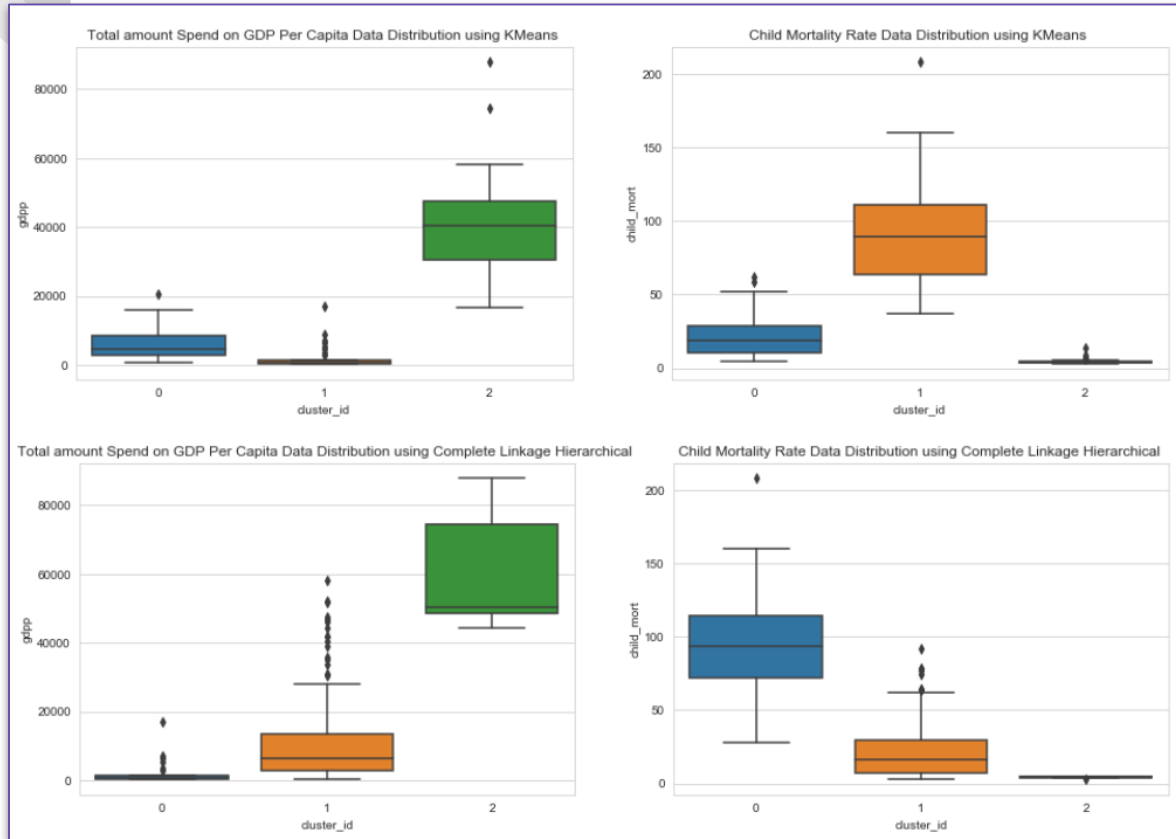 Total amount Spend on GDP Per Capita Data Distribution using KMeans
80000
60000
40000
20000
0
gdpp
0 1 2
cluster_id
Child Mortality Rate Data Distribution using KMeans
200
150
100
50
0
child_mort
0 1 2
cluster_id
Total amount Spend on GDP Per Capita Data Distribution using Complete Linkage Hierarchical
80000
60000
40000
20000
0
gdpp
0 1 2
cluster_id
Child Mortality Rate Data Distribution using Complete Linkage Hierarchical
200
150
100
50
0
child_mort
0 1 2
cluster_id